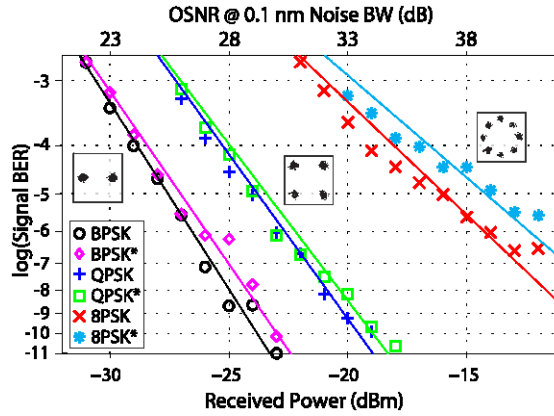 OSNR @ 0.1 nm Noise BW (dB)
23 28 33 38
log(Signal BER)
-3
-4
-5
-6
-7
-8
-9
-10
-11
BPSK
BPSK*
QPSK
QPSK*
8PSK
8PSK*
−30 −25 −20 −15
Received Power (dBm)